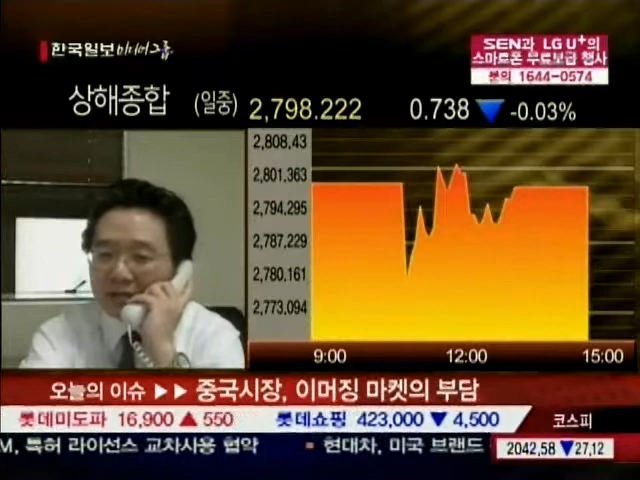 한국일보 미디어그룹
SEN과 LG U+의
스마트폰 무료보급 행사
문의 1644-0574
상해종합 (일중) 2,798.222 0.738 ▼ -0.03%
2,808,43
2,801,363
2,794,295
2,787,229
2,780,161
2,773,094
9:00 12:00 15:00
오늘의 이슈 ▶▶ 중국시장, 이머징 마켓의 부담
롯데미도파 16,900 ▲ 550 롯데쇼핑 423,000 ▼ 4,500 코스피
M, 특허 라이선스 교차사용 협약 현대차, 미국 브랜드 2042,58 ▼27,12